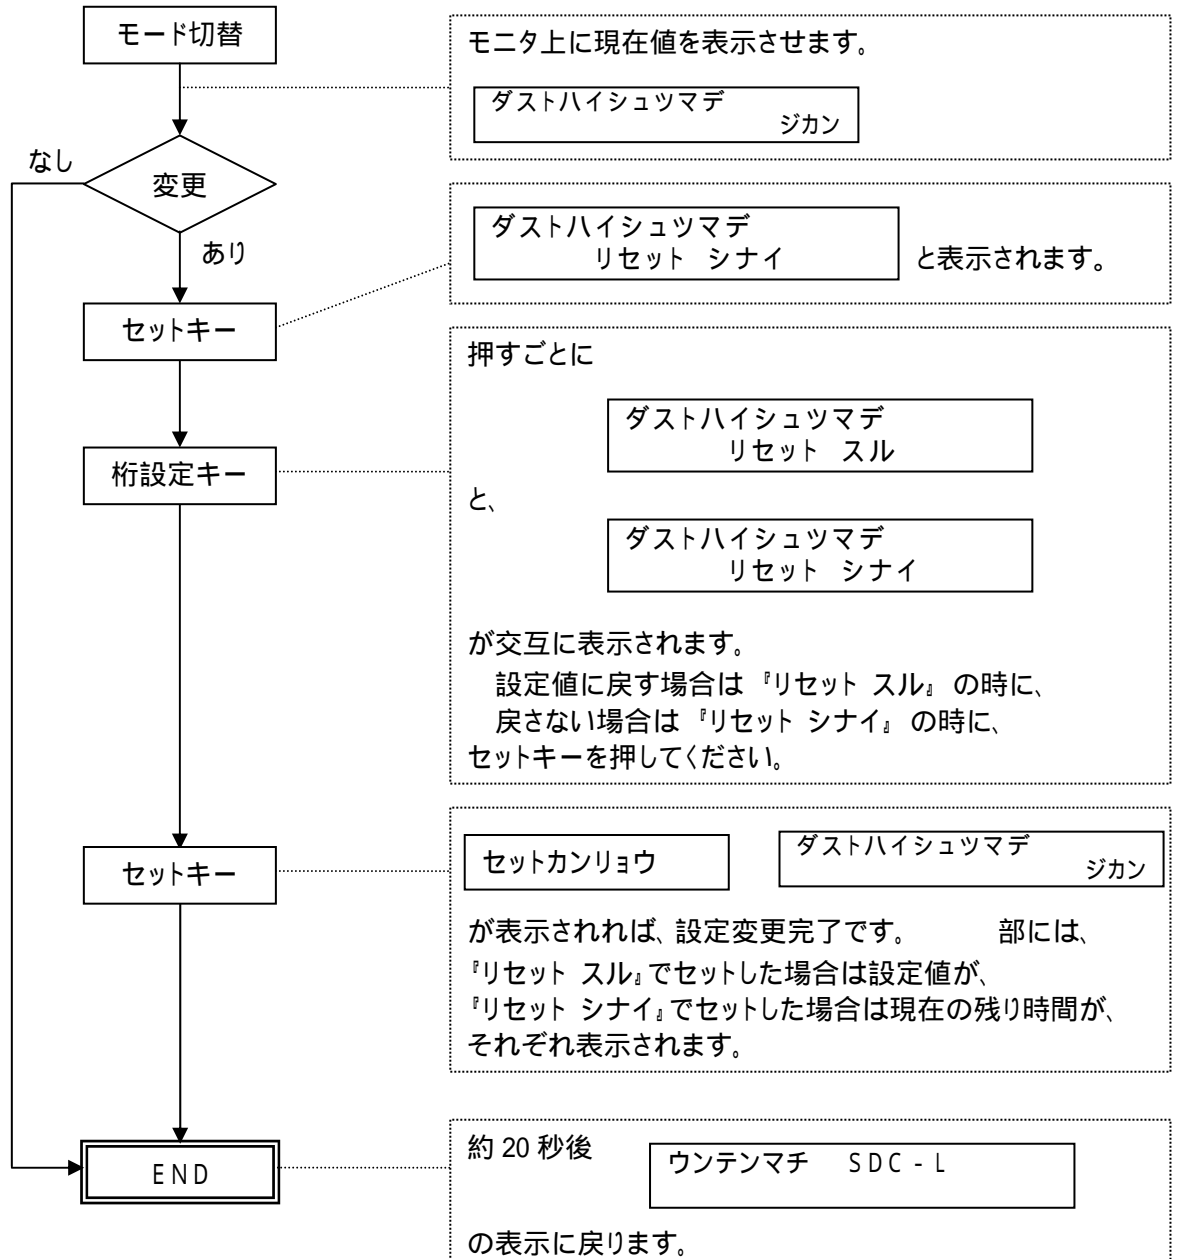 モード切替
モニタ上に現在値を表示させます。
ダストハイシュツマデ
ジカン
なし
変更
あり
ダストハイシュツマデ
リセット シナイ
と表示されます。
セットキー
押すごとに
ダストハイシュツマデ
リセット スル
桁設定キー
と、
ダストハイシュツマデ
リセット シナイ
が交互に表示されます。
設定値に戻す場合は『リセット スル』の時に、
戻さない場合は『リセット シナイ』の時に、
セットキーを押してください。
セットキー
セットカンリョウ
ダストハイシュツマデ
ジカン
が表示されれば、設定変更完了です。 部には、
『リセット スル』でセットした場合は設定値が、
『リセット シナイ』でセットした場合は現在の残り時間が、
それぞれ表示されます。
END
約 20 秒後
ウンテンマチ SDC-L
の表示に戻ります。